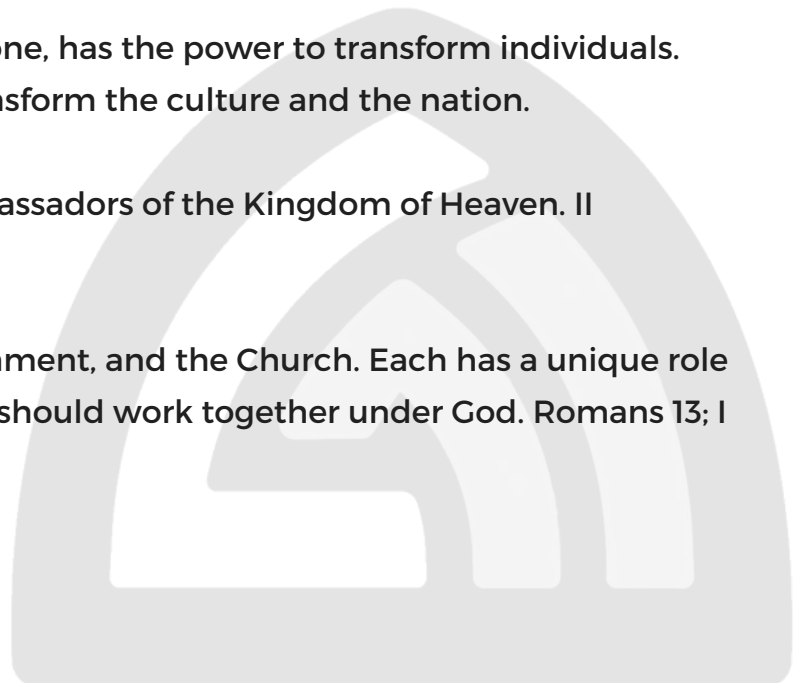 one, has the power to transform individuals.
nsform the culture and the nation.
assadors of the Kingdom of Heaven. II
nment, and the Church. Each has a unique role
should work together under God. Romans 13; I